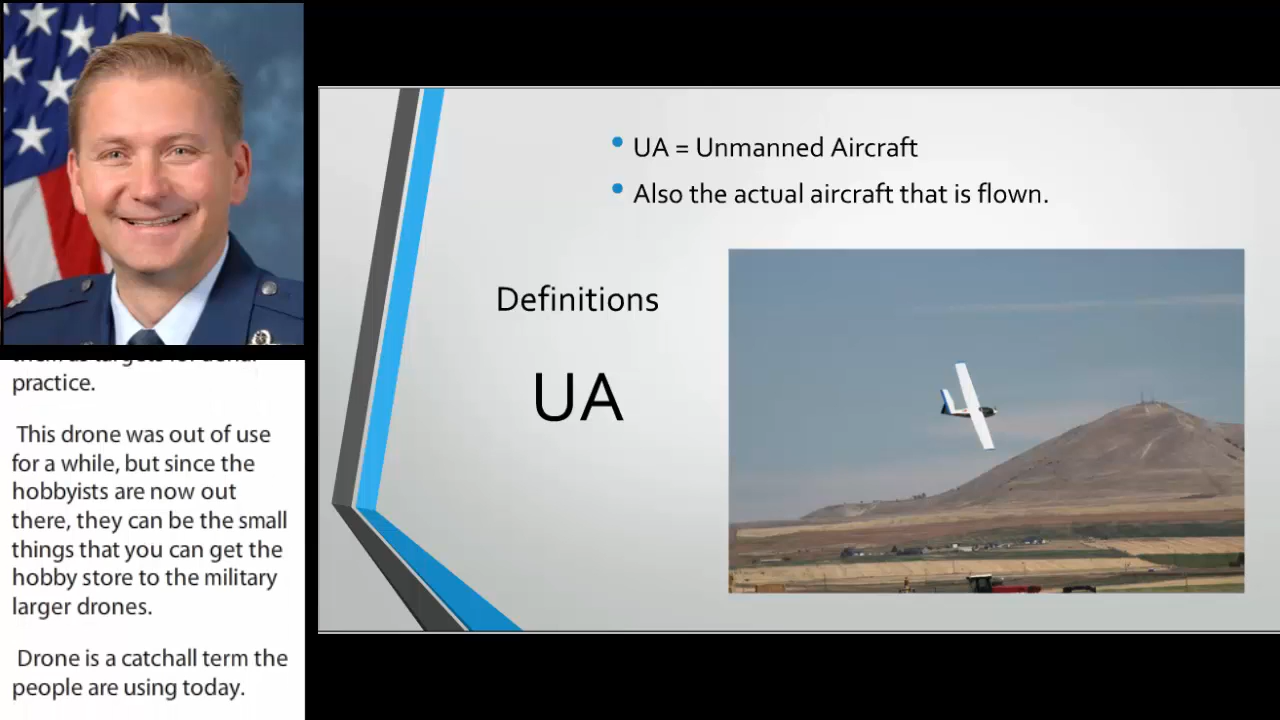 UA = Unmanned Aircraft
Also the actual aircraft that is flown.
Definitions
UA
practice.
This drone was out of use
for a while, but since the
hobbyists are now out
there, they can be the small
things that you can get the
hobby store to the military
larger drones.
Drone is a catchall term the
people are using today.